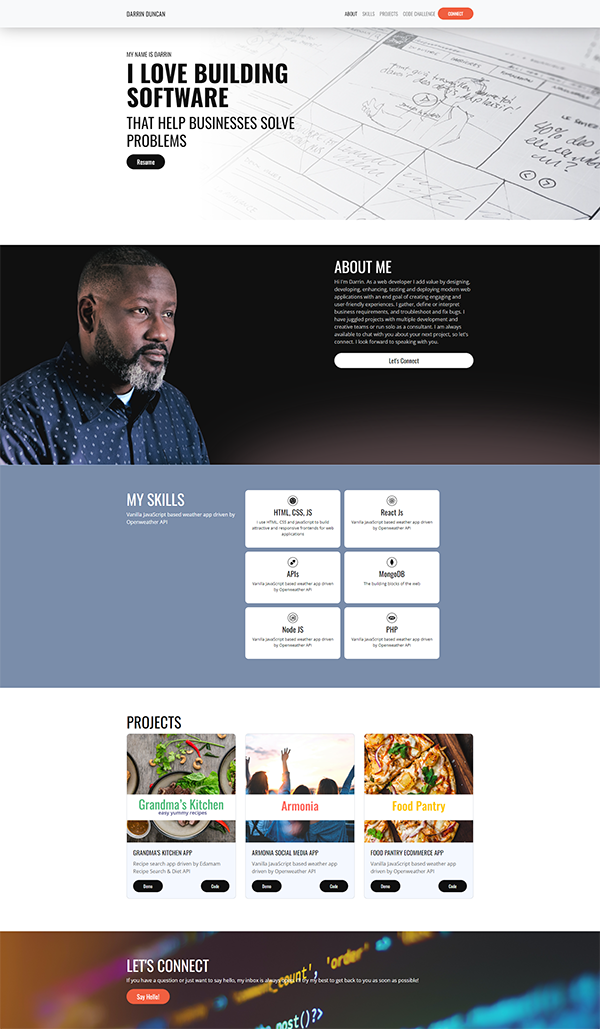 DARRIN DUNCAN
ABOUT SKILLS PROJECTS CODE CHALLENGE CONNECT
MY NAME IS DARRIN
I LOVE BUILDING
SOFTWARE
THAT HELP BUSINESSES SOLVE
PROBLEMS
Resume
40% des
ABOUT ME
Hi I'm Darrin. As a web developer I add value by designing,
developing, enhancing, testing and deploying modern web
applications with an end goal of creating engaging and
user-friendly experiences. I gather, define or interpret
business requirements, and troubleshoot and fix bugs. I
have juggled projects with multiple development and
creative teams or run solo as a consultant. I am always
available to chat with you about your next project, so let's
connect. I look forward to speaking with you.
Let's Connect
MY SKILLS
Vanilla JavaScript based weather app driven by
Openweather API
HTML, CSS, JS
I use HTML, CSS and JavaScript to build
attractive and responsive frontends for web
applications
React Js
Vanilla JavaScript based weather app driven
by Openweather API
APIs
Vanilla JavaScript based weather app driven
by Openweather API
MongoDB
The building blocks of the web
Node JS
Vanilla JavaScript based weather app driven
by Openweather API
PHP
Vanilla JavaScript based weather app driven
by Openweather API
PROJECTS
Grandma's Kitchen
easy yummy recipes
GRANDMA'S KITCHEN APP
Recipe search app driven by Edamam
Recipe Search & Diet API
Demo Code
Armonia
ARMONIA SOCIAL MEDIA APP
Vanilla JavaScript based weather app
driven by Openweather API
Demo Code
Food Pantry
FOOD PANTRY ECOMMERCE APP
Vanilla JavaScript based weather app
driven by Openweather API
Demo Code
LET'S CONNECT
If you have a question or just want to say hello, my inbox is always open. I'll try my best to get back to you as soon as possible!
Say Hello!
_count', 'order'
post()?>